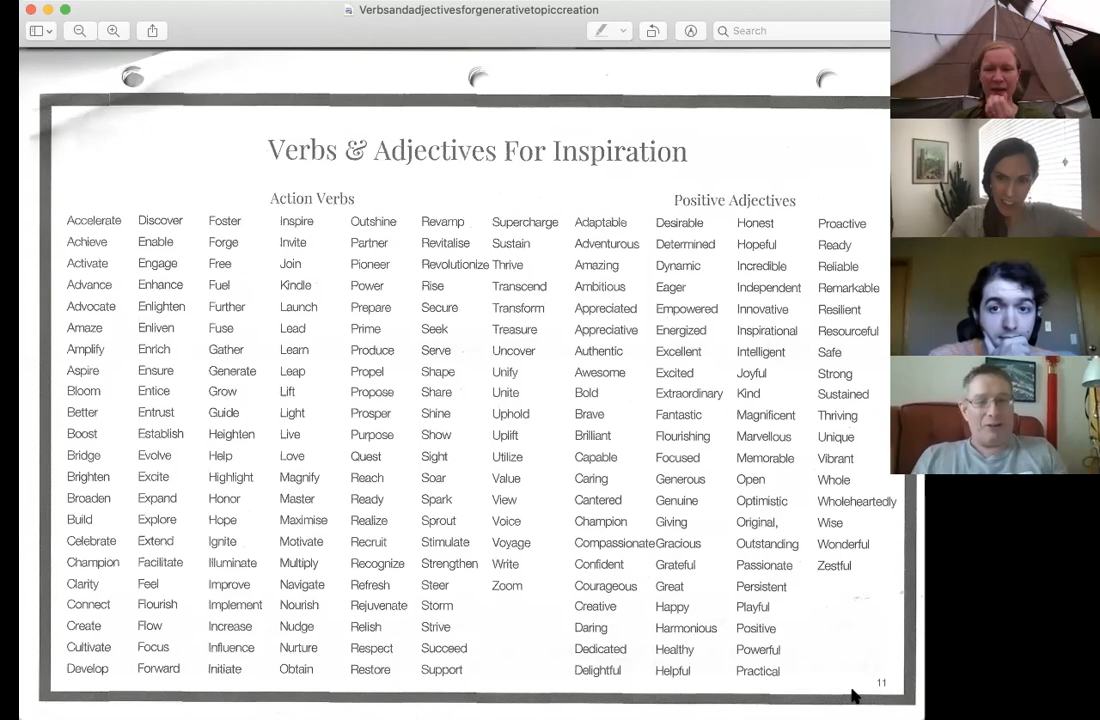 Verbsandadjectivesforgenerativetopiccreation
Search
Verbs & Adjectives For Inspiration
Action Verbs Positive Adjectives
Accelerate Discover Foster Inspire Outshine Revamp Supercharge Adaptable Desirable Honest Proactive
Achieve Enable Forge Invite Partner Revitalise Sustain Adventurous Determined Hopeful Ready
Activate Engage Free Join Pioneer Revolutionize Thrive Amazing Dynamic Incredible Reliable
Advance Enhance Fuel Kindle Power Rise Transcend Ambitious Eager Independent Remarkable
Advocate Enlighten Further Launch Prepare Secure Transform Appreciated Empowered Innovative Resilient
Amaze Enliven Fuse Lead Prime Seek Treasure Appreciative Energized Inspirational Resourceful
Amplify Enrich Gather Learn Produce Serve Uncover Authentic Excellent Intelligent Safe
Aspire Ensure Generate Leap Propel Shape Unify Awesome Excited Joyful Strong
Bloom Entice Grow Lift Propose Share Unite Bold Extraordinary Kind Sustained
Better Entrust Guide Light Prosper Shine Uphold Brave Fantastic Magnificent Thriving
Boost Establish Heighten Live Purpose Show Uplift Brilliant Flourishing Marvellous Unique
Bridge Evolve Help Love Quest Sight Utilize Capable Focused Memorable Vibrant
Brighten Excite Highlight Magnify Reach Soar Value Caring Generous Open Whole
Broaden Expand Honor Master Ready Spark View Cantered Genuine Optimistic Wholeheartedly
Build Explore Hope Maximise Realize Sprout Voice Champion Giving Original, Wise
Celebrate Extend Ignite Motivate Recruit Stimulate Voyage Compassionate Gracious Outstanding Wonderful
Champion Facilitate Illuminate Multiply Recognize Strengthen Write Confident Grateful Passionate Zestful
Clarity Feel Improve Navigate Refresh Steer Zoom Courageous Great Persistent
Connect Flourish Implement Nourish Rejuvenate Storm Creative Happy Playful
Create Flow Increase Nudge Relish Strive Daring Harmonious Positive
Cultivate Focus Influence Nurture Respect Succeed Dedicated Healthy Powerful
Develop Forward Initiate Obtain Restore Support Delightful Helpful Practical
11